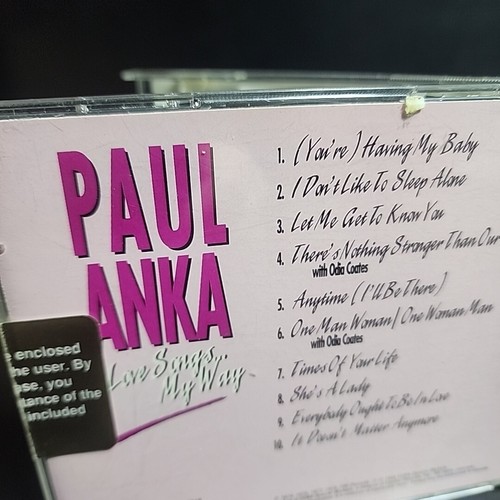 PAUL
ANKA
Love Songs...
My Way
enclosed
he user. By
se, you
tance of the
included
1. (You're) Having My Baby
2. I Don't Like To Sleep Alone
3. Let Me Get To Know You
4. There's Nothing Stronger Than Our
with Odia Coates
5. Anytime (I'll Be There)
6. One Man Woman/One Woman Man
with Odia Coates
7. Times Of Your Life
8. She's A Lady
9. Everybody Ought To Be In Love
10. It Doesn't Matter Anymore